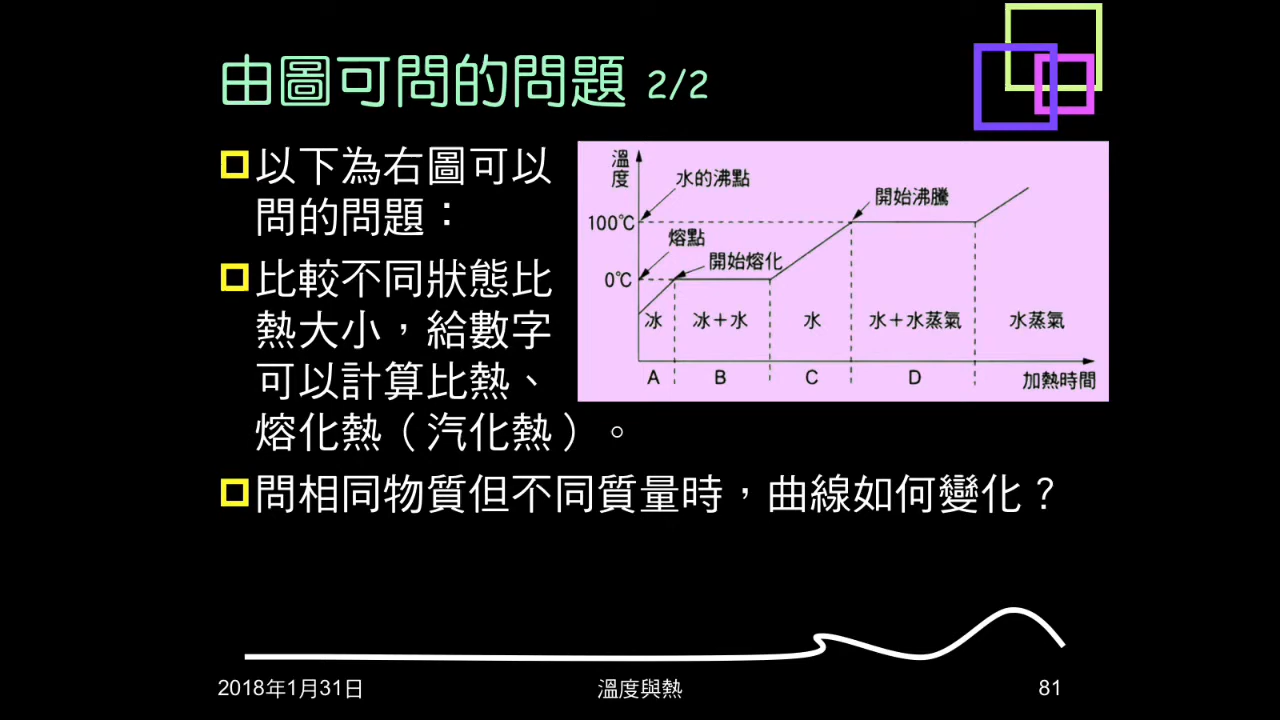 由圖可問的問題 2/2
以下為右圖可以
問的問題：
比較不同狀態比
熱大小，給數字
可以計算比熱、
熔化熱（汽化熱）。
問相同物質但不同質量時，曲線如何變化？
溫度
水的沸點
開始沸騰
100℃
熔點
開始熔化
0℃
冰
冰＋水
水
水＋水蒸氣
水蒸氣
A
B
C
D
加熱時間
2018年1月31日
溫度與熱
81